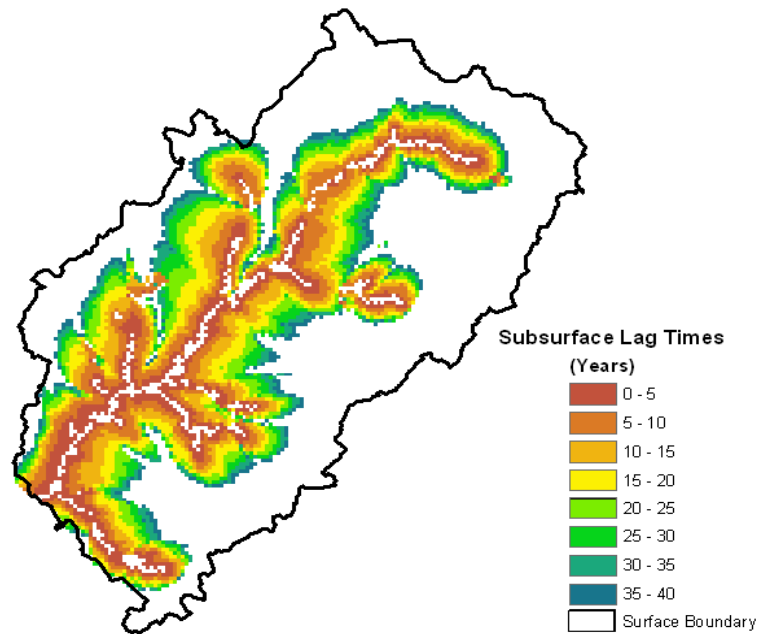 Subsurface Lag Times
(Years)
0 - 5
5 - 10
10 - 15
15 - 20
20 - 25
25 - 30
30 - 35
35 - 40
Surface Boundary